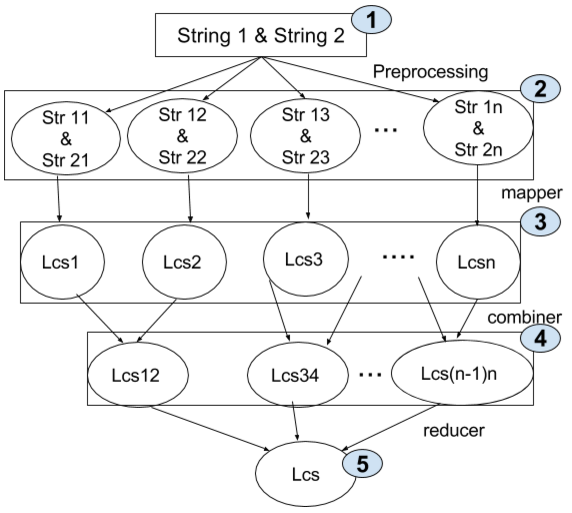 1
String 1 & String 2
Preprocessing
2
Str 11
&
Str 21
Str 12
&
Str 22
Str 13
&
Str 23
...
Str 1n
&
Str 2n
mapper
3
Lcs1
Lcs2
Lcs3
....
Lcsn
combiner
4
Lcs12
Lcs34
...
Lcs(n-1)n
reducer
5
Lcs